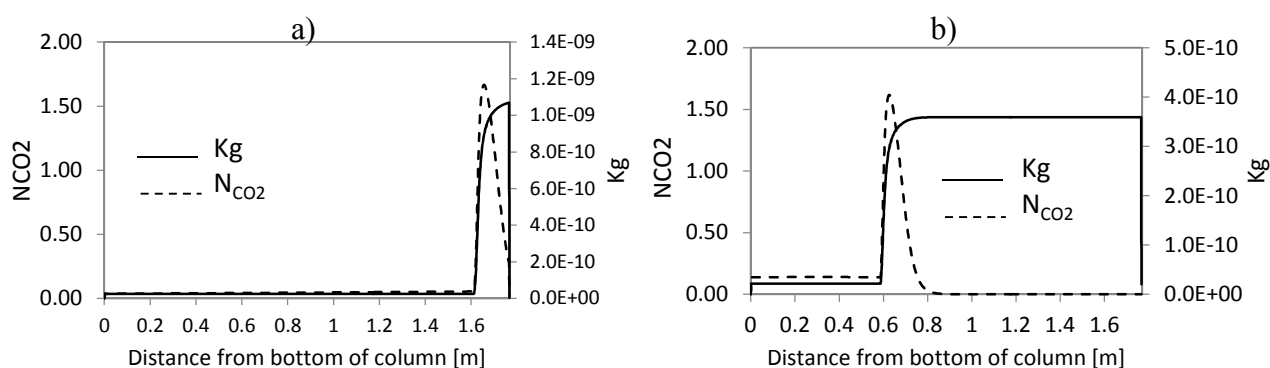 a)
2.00
1.50
1.00
0.50
0.00
NCO2
1.4E-09
1.2E-09
1.0E-09
8.0E-10
6.0E-10
4.0E-10
2.0E-10
0.0E+00
Kg
Kg
NCO2
0 0.2 0.4 0.6 0.8 1 1.2 1.4 1.6
Distance from bottom of column [m]
b)
2.00
1.50
1.00
0.50
0.00
NCO2
5.0E-10
4.0E-10
3.0E-10
2.0E-10
1.0E-10
0.0E+00
Kg
Kg
NCO2
0 0.2 0.4 0.6 0.8 1 1.2 1.4 1.6
Distance from bottom of column [m]